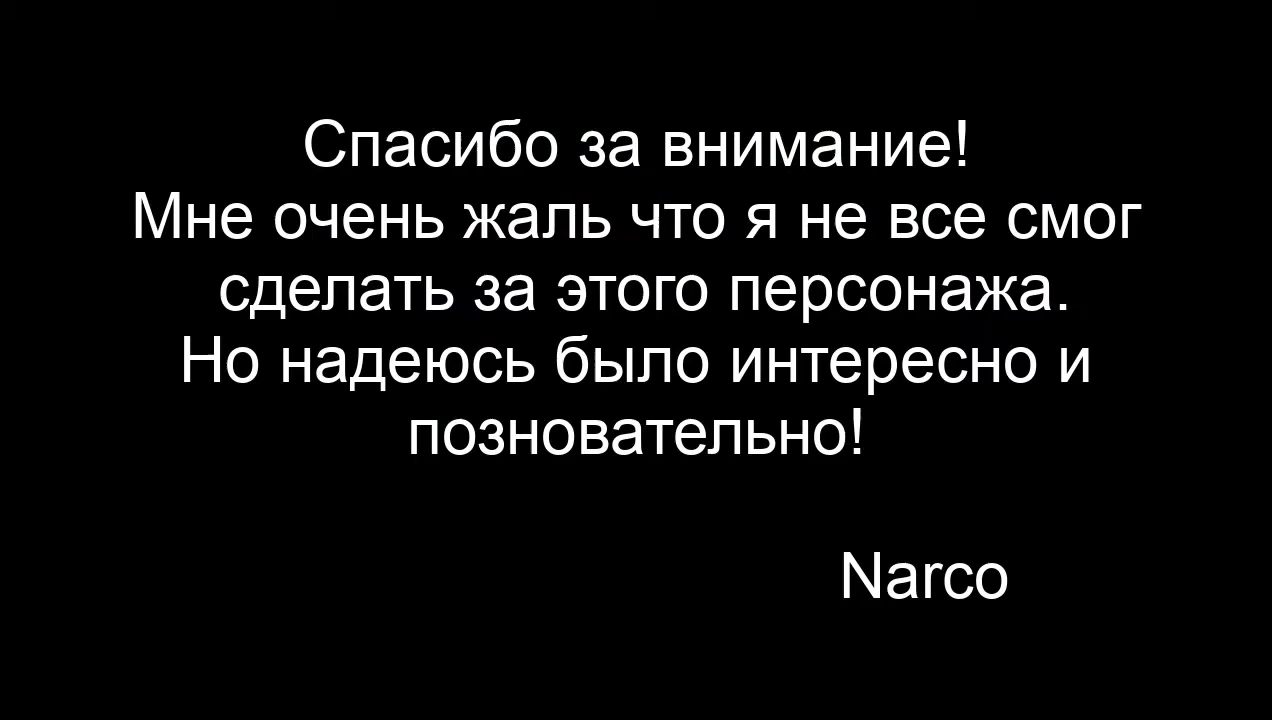 Спасибо за внимание!
Мне очень жаль что я не все смог
сделать за этого персонажа.
Но надеюсь было интересно и
позновательно!
Narco